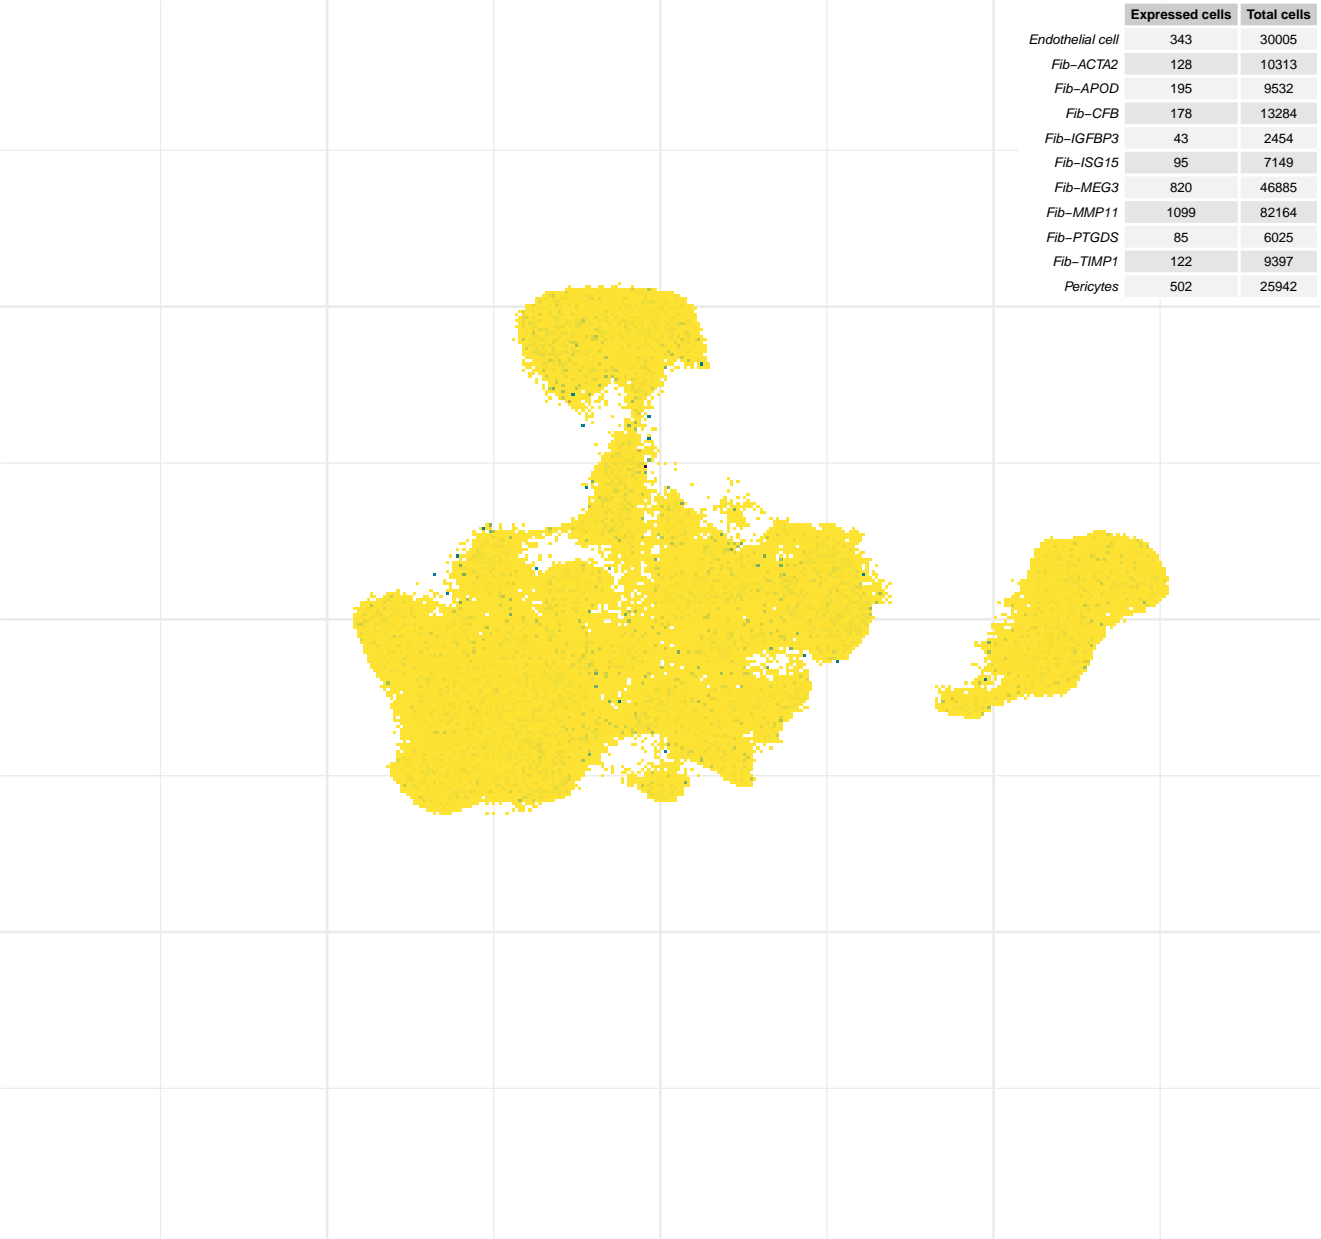 Expressed cells Total cells
Endothelial cell 343 30005
Fib−ACTA2 128 10313
Fib−APOD 195 9532
Fib−CFB 178 13284
Fib−IGFBP3 43 2454
Fib−ISG15 95 7149
Fib−MEG3 820 46885
Fib−MMP11 1099 82164
Fib−PTGDS 85 6025
Fib−TIMP1 122 9397
Pericytes 502 25942